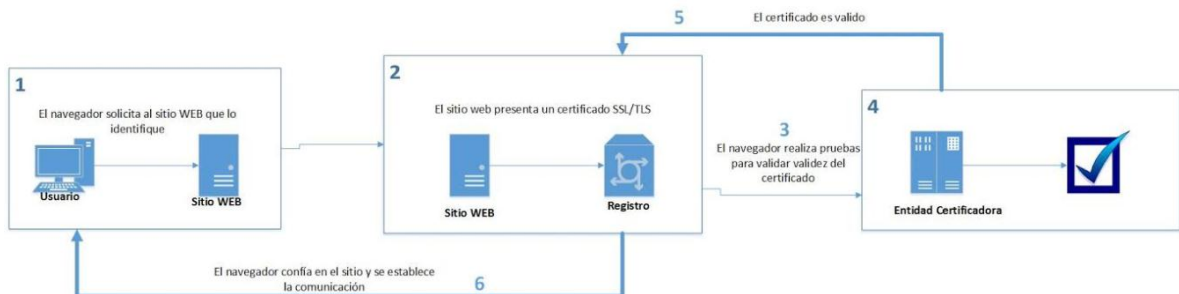 5
El certificado es valido
1
El navegador solicita al sitio WEB que lo
identifique
Usuario
Sitio WEB
2
El sitio web presenta un certificado SSL/TLS
Sitio WEB
Registro
3
El navegador realiza pruebas
para validar validez del
certificado
4
Entidad Certificadora
El navegador confía en el sitio y se establece
la comunicación
6